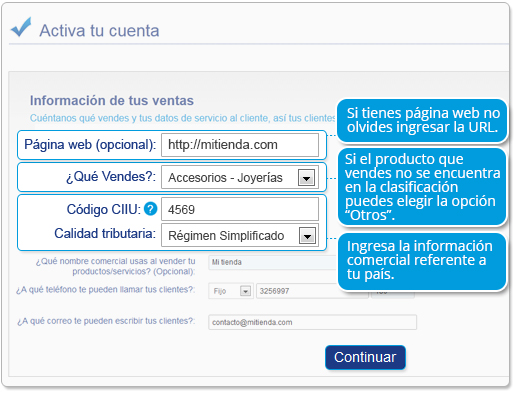 Activa tu cuenta
Información de tus ventas
Cuéntanos qué vendes y tus datos de servicio al cliente, así tus clientes
Si tienes página web no
olvides ingresar la URL.
Página web (opcional): http://mitienda.com
Si el producto que
vendes no se encuentra
en la clasificación
puedes elegir la opción
“Otros”.
¿Qué Vendes?: Accesorios - Joyerías
Código CIIU: ? 4569
Calidad tributaria: Régimen Simplificado
Ingresa la información
comercial referente a
tu país.
¿Qué nombre comercial usas al vender tu
productos/servicios? (Opcional): Mi tienda
¿A qué teléfono te pueden llamar tus clientes?: Fijo 3256997
¿A qué correo te pueden escribir tus clientes?: contacto@mitienda.com
Continuar